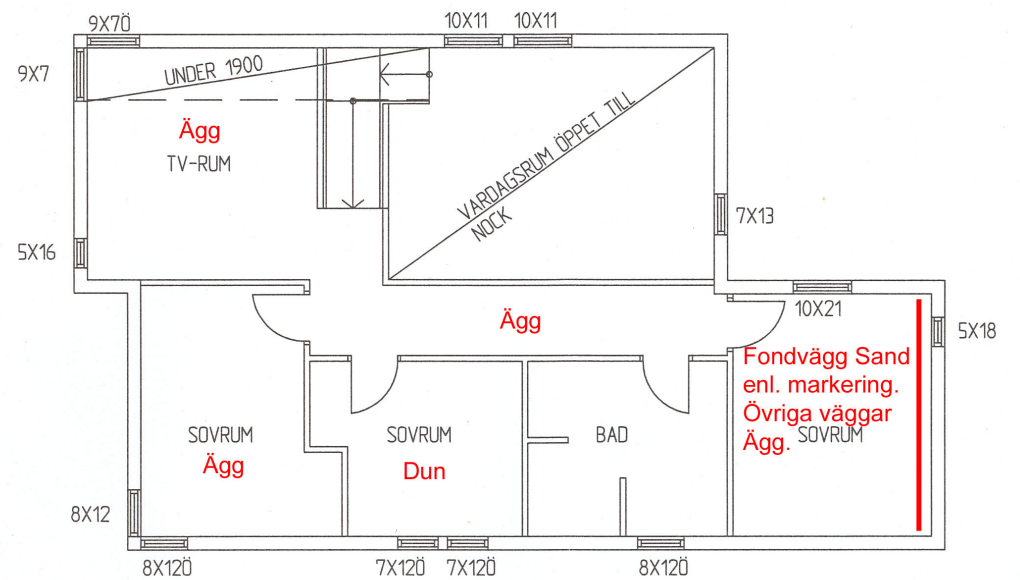 9X7Ö
10X11
10X11
9X7
UNDER 1900
Ägg
TV-RUM
VARDAGSRUM ÖPPET TILL
NOCK
7X13
5X16
10X21
5X18
Ägg
Fondvägg Sand
enl. markering.
Övriga väggar
Ägg.
SOVRUM
SOVRUM
Ägg
SOVRUM
Dun
BAD
8X12
8X12Ö
7X12Ö
7X12Ö
8X12Ö